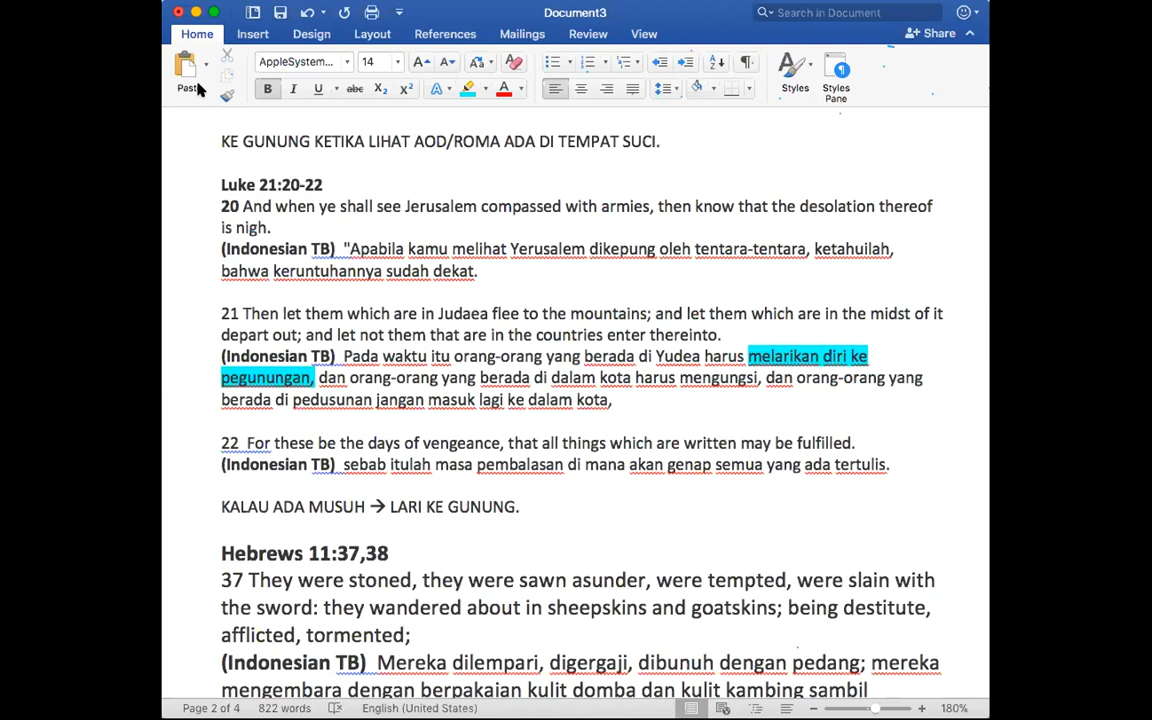 Document3
Search in Document
Home Insert Design Layout References Mailings Review View Share
AppleSystem... 14
Paste
Styles Styles Pane
KE GUNUNG KETIKA LIHAT AOD/ROMA ADA DI TEMPAT SUCI.
Luke 21:20-22
20 And when ye shall see Jerusalem compassed with armies, then know that the desolation thereof
is nigh.
(Indonesian TB) "Apabila kamu melihat Yerusalem dikepung oleh tentara-tentara, ketahuilah,
bahwa keruntuhannya sudah dekat.
21 Then let them which are in Judaea flee to the mountains; and let them which are in the midst of it
depart out; and let not them that are in the countries enter thereinto.
(Indonesian TB) Pada waktu itu orang-orang yang berada di Yudea harus melarikan diri ke
pegunungan, dan orang-orang yang berada di dalam kota harus mengungsi, dan orang-orang yang
berada di pedusunan jangan masuk lagi ke dalam kota,
22 For these be the days of vengeance, that all things which are written may be fulfilled.
(Indonesian TB) sebab itulah masa pembalasan di mana akan genap semua yang ada tertulis.
KALAU ADA MUSUH → LARI KE GUNUNG.
Hebrews 11:37,38
37 They were stoned, they were sawn asunder, were tempted, were slain with
the sword: they wandered about in sheepskins and goatskins; being destitute,
afflicted, tormented;
(Indonesian TB) Mereka dilempari, digergaji, dibunuh dengan pedang; mereka
mengembara dengan berpakaian kulit domba dan kulit kambing sambil
Page 2 of 4 822 words English (United States) 180%